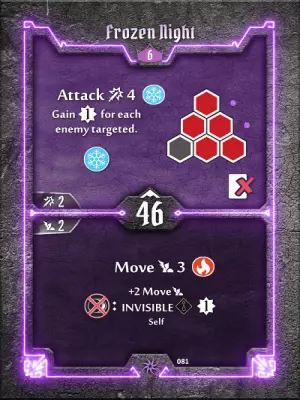 Frozen Night
6
Attack 4
Gain 1 for each
enemy targeted.
2
46
2
Move 3
+2 Move
: INVISIBLE 1
Self
081